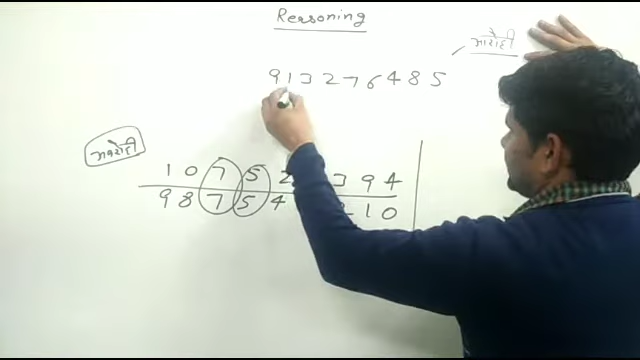 Reasoning
आरोही
9 1 3 2 7 6 4 8 5
अवरोही
1 0 7 5 2 3 9 4
9 8 7 5 4 2 1 0